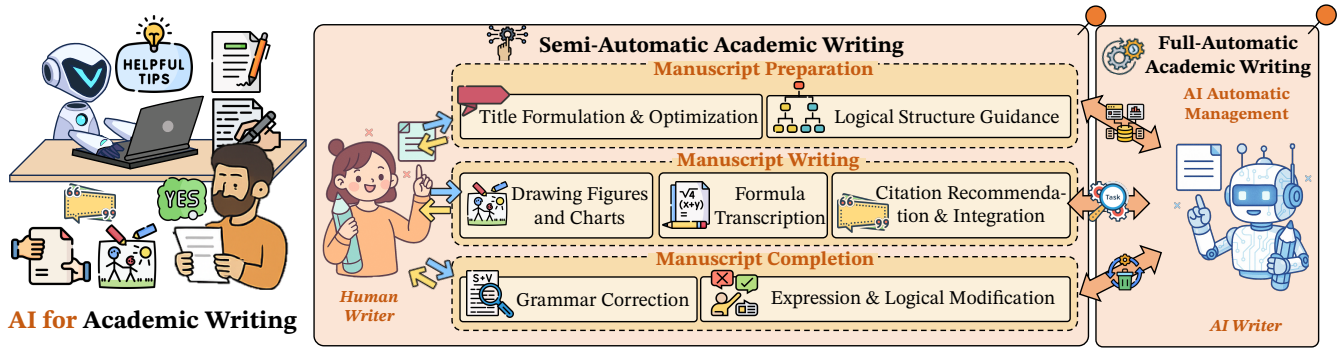 HELPFUL
TIPS
YES
AI for Academic Writing
Semi-Automatic Academic Writing
Manuscript Preparation
Title Formulation & Optimization
Logical Structure Guidance
Manuscript Writing
Drawing Figures
and Charts
√4
(x+y)
=
Formula
Transcription
Citation Recommenda-
tion & Integration
Manuscript Completion
S+V
Grammar Correction
Expression & Logical Modification
Human
Writer
Full-Automatic
Academic Writing
AI Automatic
Management
Task
AI Writer